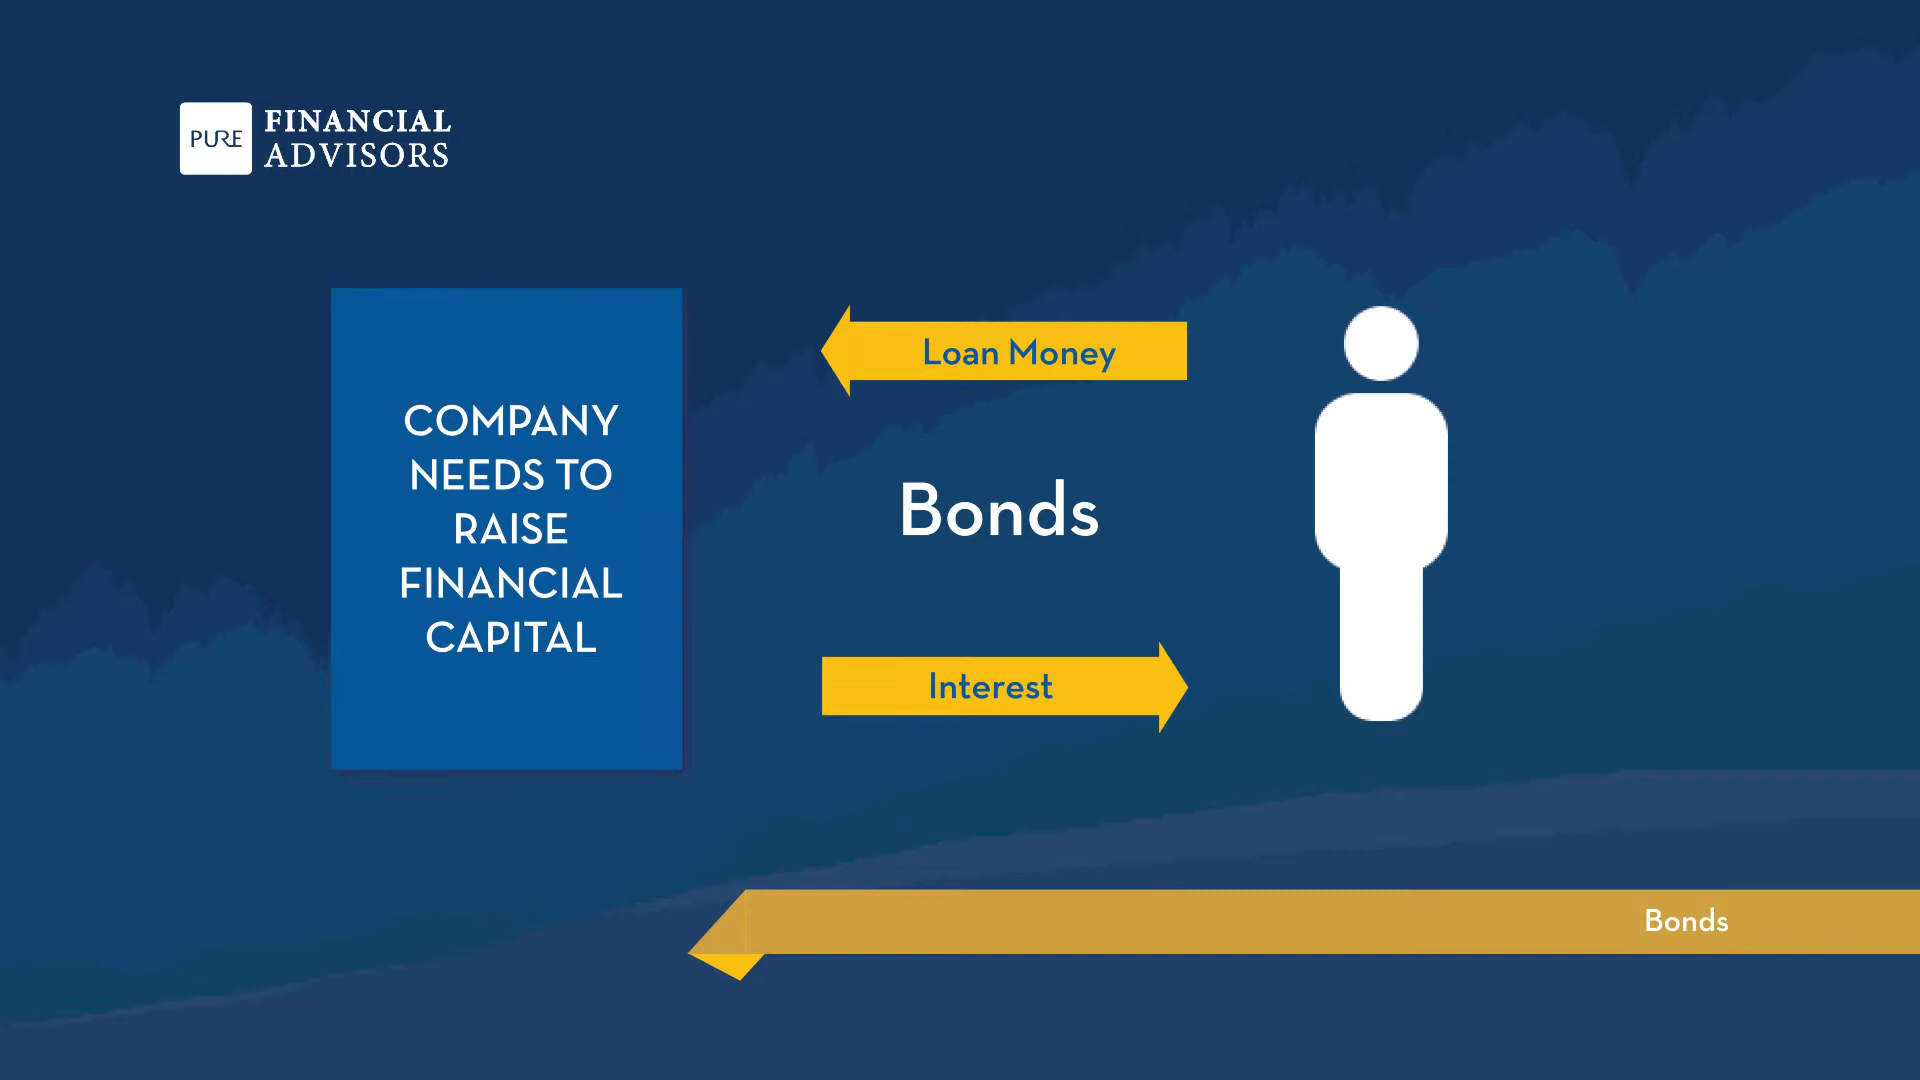 PURE
FINANCIAL
ADVISORS
COMPANY
NEEDS TO
RAISE
FINANCIAL
CAPITAL
Loan Money
Bonds
Interest
Bonds